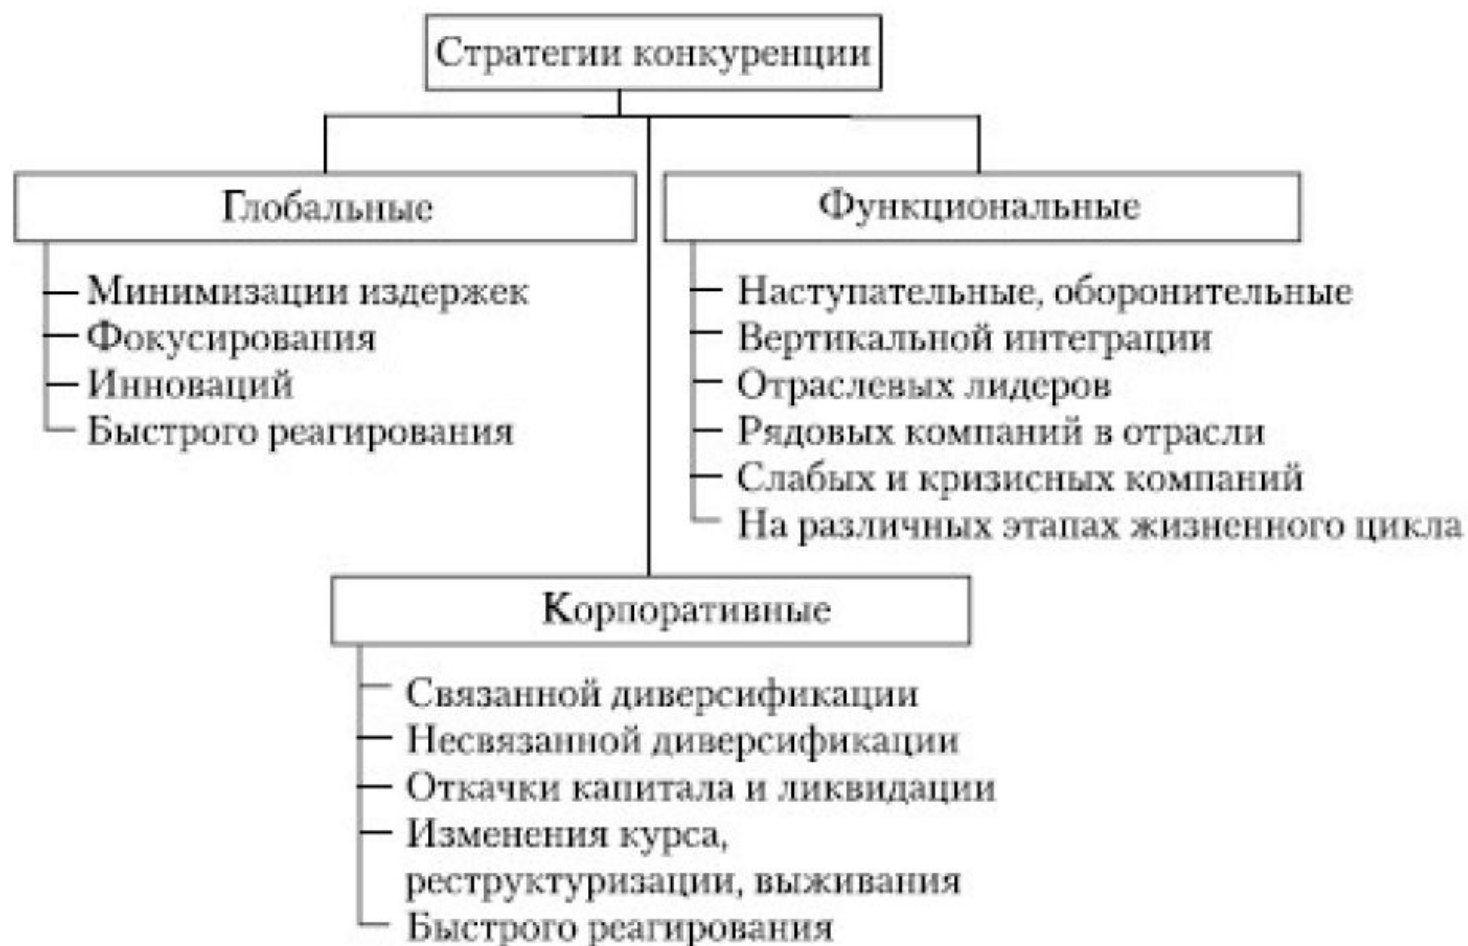 Стратегии конкуренции
Глобальные
Минимизации издержек
Фокусирования
Инноваций
Быстрого реагирования
Функциональные
Наступательные, оборонительные
Вертикальной интеграции
Отраслевых лидеров
Рядовых компаний в отрасли
Слабых и кризисных компаний
На различных этапах жизненного цикла
Корпоративные
Связанной диверсификации
Несвязанной диверсификации
Откачки капитала и ликвидации
Изменения курса,
реструктуризации, выживания
Быстрого реагирования